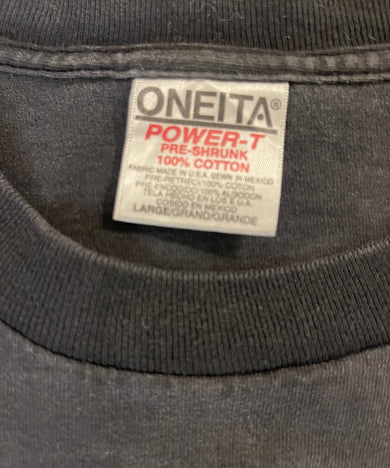 ONEITA®
POWER-T
PRE-SHRUNK
100% COTTON
FABRIC MADE IN U.S.A. SEWN IN MEXICO
PRE-RETRECI/100% COTON
PRE-ENCOGIDO/100% ALGODON
TELA HECHO EN LOS E.U.A.
COSIDO EN MEXICO
LARGE/GRAND/GRANDE